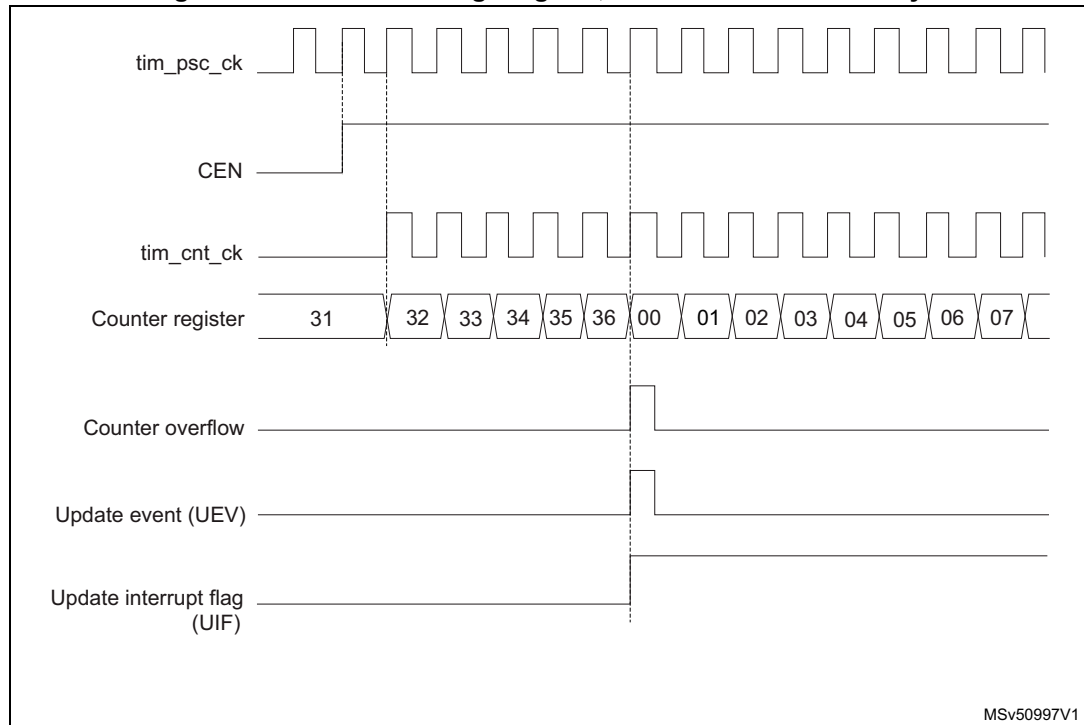 tim_psc_ck
CEN
tim_cnt_ck
Counter register 31 32 33 34 35 36 00 01 02 03 04 05 06 07
Counter overflow
Update event (UEV)
Update interrupt flag
(UIF)
MSv50997V1